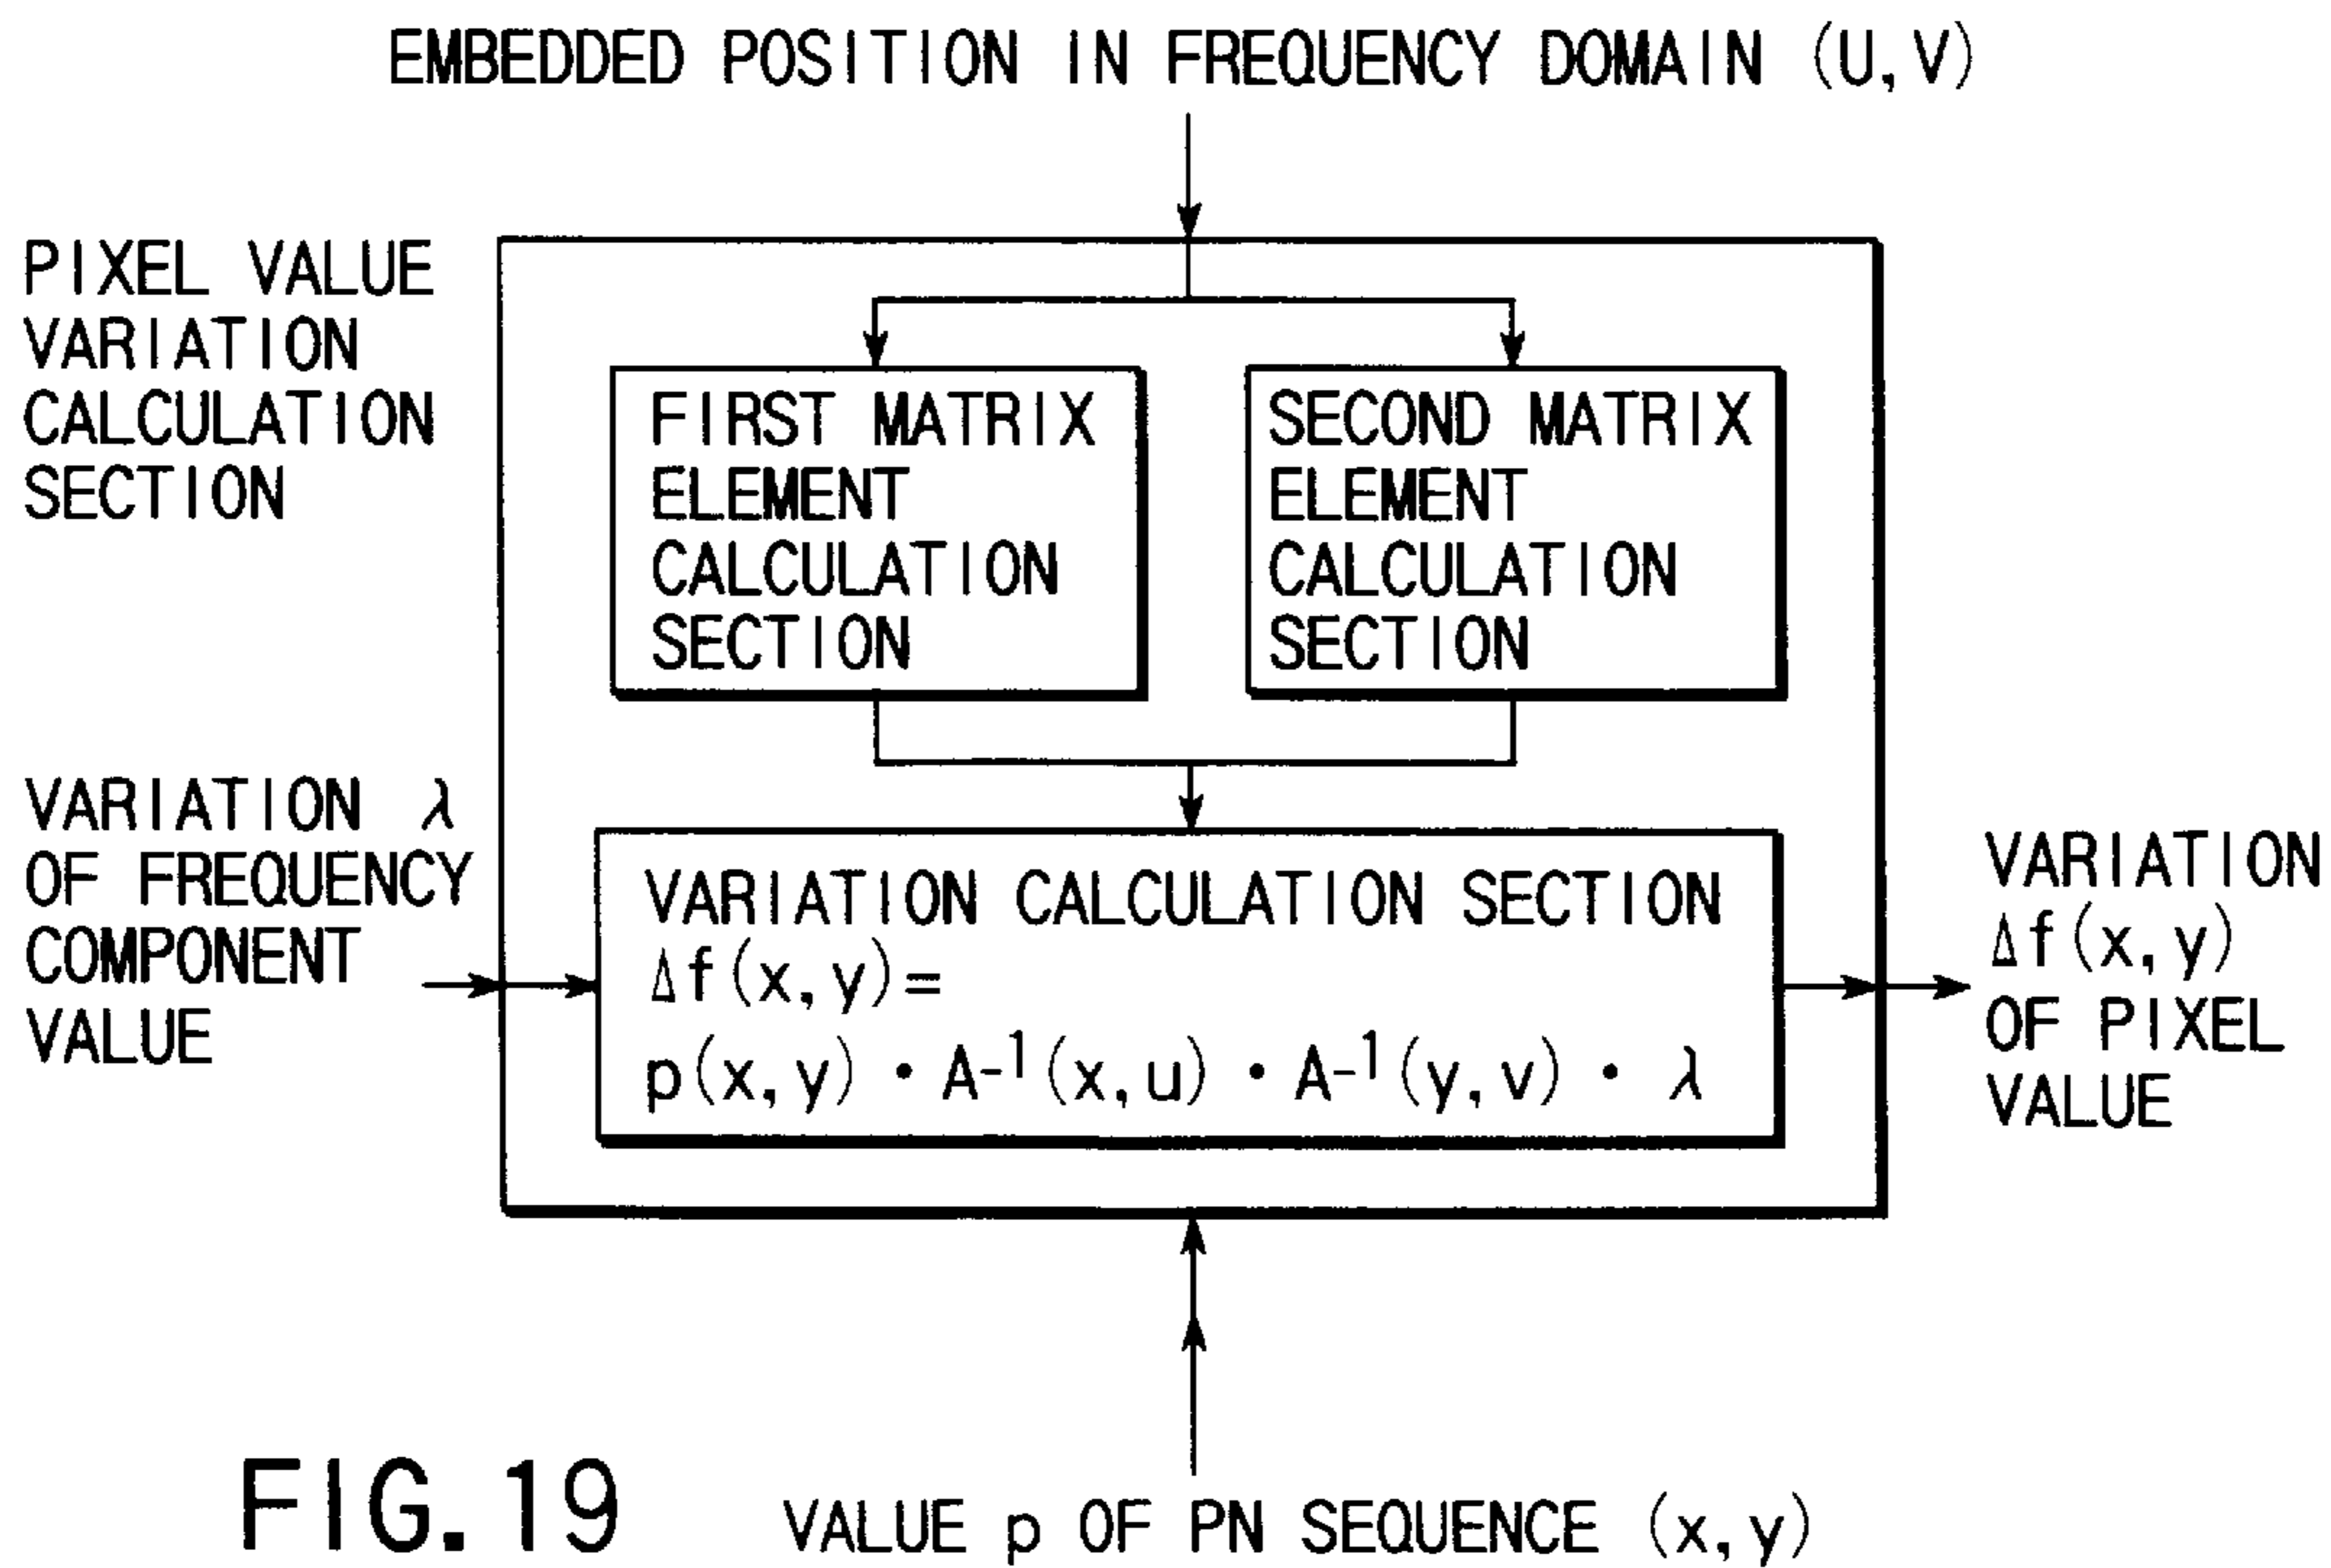 EMBEDDED POSITION IN FREQUENCY DOMAIN (U, V)
PIXEL VALUE
VARIATION
CALCULATION
SECTION
FIRST MATRIX
ELEMENT
CALCULATION
SECTION
SECOND MATRIX
ELEMENT
CALCULATION
SECTION
VARIATION λ
OF FREQUENCY
COMPONENT
VALUE
VARIATION CALCULATION SECTION
Δf(x, y)=
p(x, y) • A-1(x, u) • A-1(y, v) • λ
VARIATION
Δf(x, y)
OF PIXEL
VALUE
FIG.19
VALUE p OF PN SEQUENCE (x, y)